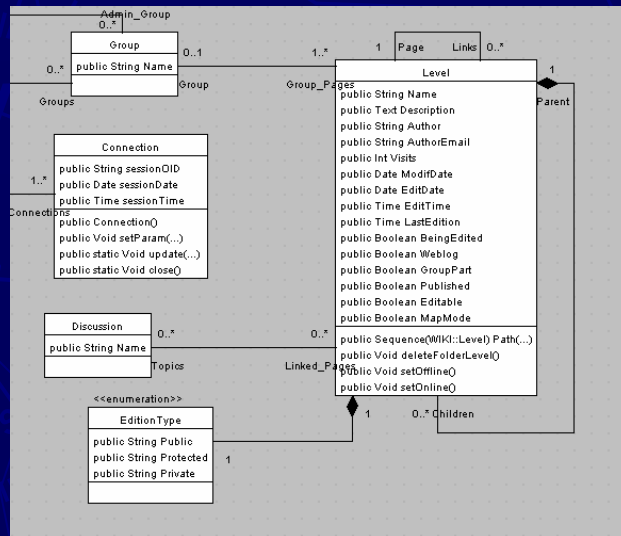 Admin_Group
0..*
Group
public String Name
0..*
Groups
0..1
Group
1..*
Group_Pages
1 Page Links 0..*
Level
public String Name
public Text Description
public String Author
public String AuthorEmail
public Int Visits
public Date ModifDate
public Date EditDate
public Time EditTime
public Time LastEdition
public Boolean BeingEdited
public Boolean Weblog
public Boolean GroupPart
public Boolean Published
public Boolean Editable
public Boolean MapMode
public Sequence(WIKI::Level) Path(...)
public Void deleteFolderLevel()
public Void setOffline()
public Void setOnline()
1
Parent
0..* Children
Connection
public String sessionOID
public Date sessionDate
public Time sessionTime
public Connection()
public Void setParam(...)
public static Void update(...)
public static Void close()
1..*
Connections
Discussion
public String Name
0..*
Topics
0..*
Linked_Pages
<<enumeration>>
EditionType
public String Public
public String Protected
public String Private
1
1